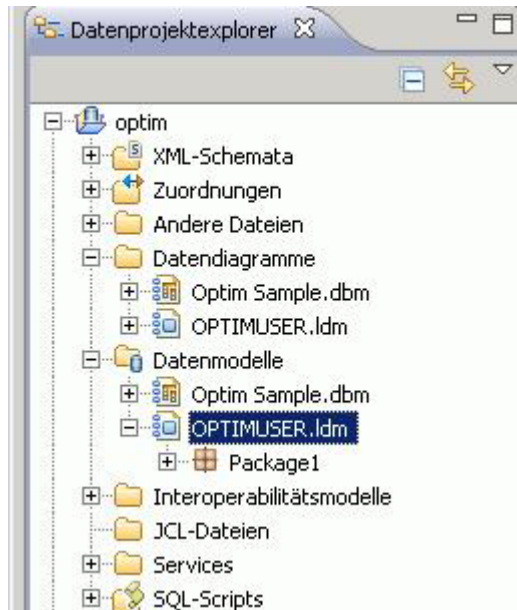 Datenprojektexplorer
optim
XML-Schemata
Zuordnungen
Andere Dateien
Datendiagramme
Optim Sample.dbm
OPTIMUSER.ldm
Datenmodelle
Optim Sample.dbm
OPTIMUSER.ldm
Package1
Interoperabilitätsmodelle
JCL-Dateien
Services
SQL-Scripts